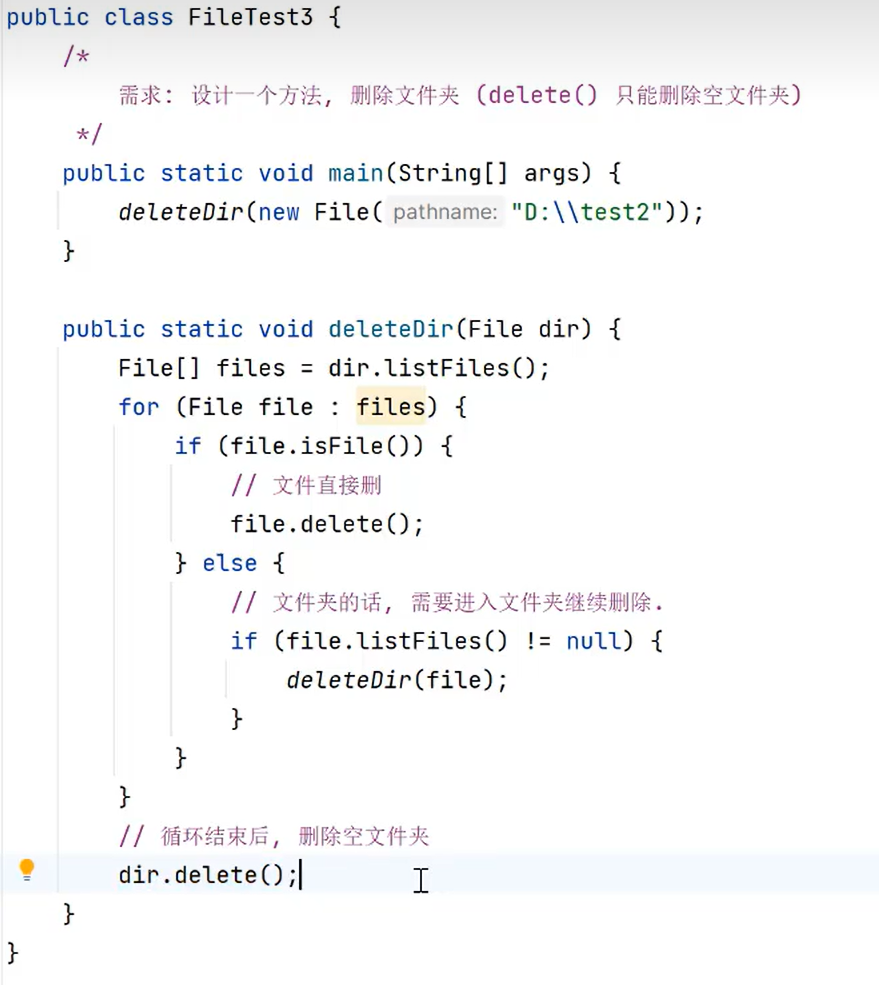 public class FileTest3 {
    /*
        需求: 设计一个方法, 删除文件夹 (delete() 只能删除空文件夹)
     */
    public static void main(String[] args) {
        deleteDir(new File( pathname: "D:\\test2"));
    }

    public static void deleteDir(File dir) {
        File[] files = dir.listFiles();
        for (File file : files) {
            if (file.isFile()) {
                // 文件直接删
                file.delete();
            } else {
                // 文件夹的话, 需要进入文件夹继续删除.
                if (file.listFiles() != null) {
                    deleteDir(file);
                }
            }
        }
        // 循环结束后, 删除空文件夹
        dir.delete();
    }
}